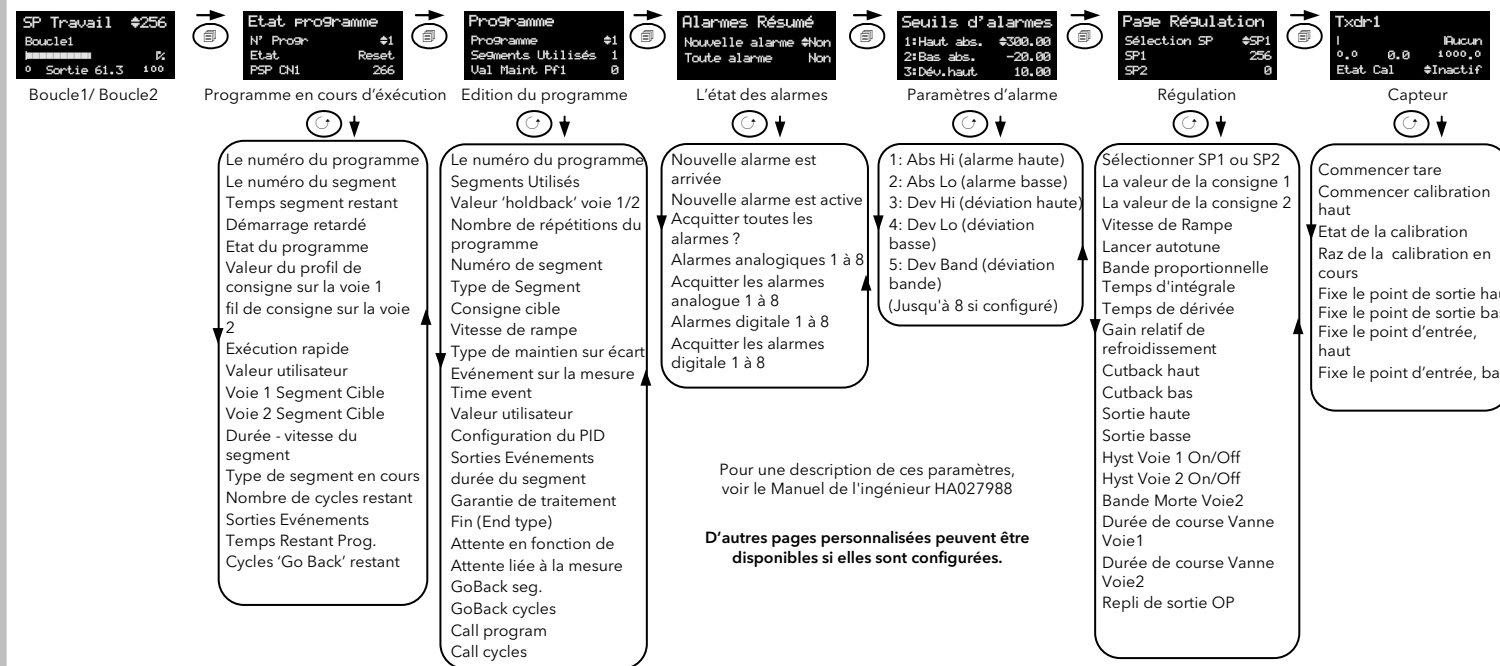 SP Travail ≑256
Boucle1
0 Sortie 61.3 100
Boucle1/ Boucle2
Etat programme
N° Progr ≑1
Etat Reset
PSP CN1 266
Programme en cours d'éxécution
Le numéro du programme
Le numéro du segment
Temps segment restant
Démarrage retardé
Etat du programme
Valeur du profil de
consigne sur la voie 1
fil de consigne sur la voie
2
Exécution rapide
Valeur utilisateur
Voie 1 Segment Cible
Voie 2 Segment Cible
Durée - vitesse du
segment
Type de segment en cours
Nombre de cycles restant
Sorties Evénements
Temps Restant Prog.
Cycles 'Go Back' restant
Programme
Programme ≑1
Segments Utilisés 1
Val Maint Pf1 0
Edition du programme
Le numéro du programme
Segments Utilisés
Valeur 'holdback' voie 1/2
Nombre de répétitions du
programme
Numéro de segment
Type de Segment
Consigne cible
Vitesse de rampe
Type de maintien sur écart
Evénement sur la mesure
Time event
Valeur utilisateur
Configuration du PID
Sorties Evénements
durée du segment
Garantie de traitement
Fin (End type)
Attente en fonction de
Attente liée à la mesure
GoBack seg.
GoBack cycles
Call program
Call cycles
Alarmes Résumé
Nouvelle alarme ≑Non
Toute alarme Non
L'état des alarmes
Nouvelle alarme est
arrivée
Nouvelle alarme est active
Acquitter toutes les
alarmes ?
Alarmes analogiques 1 à 8
Acquitter les alarmes
analogue 1 à 8
Alarmes digitale 1 à 8
Acquitter les alarmes
digitale 1 à 8
Seuils d'alarmes
1:Haut abs. ≑300.00
2:Bas abs. -20.00
3:Dév.haut 10.00
Paramètres d'alarme
1: Abs Hi (alarme haute)
2: Abs Lo (alarme basse)
3: Dev Hi (déviation haute)
4: Dev Lo (déviation
basse)
5: Dev Band (déviation
bande)
(Jusqu'à 8 si configuré)
Page Régulation
Sélection SP ≑SP1
SP1 256
SP2 0
Régulation
Sélectionner SP1 ou SP2
La valeur de la consigne 1
La valeur de la consigne 2
Vitesse de Rampe
Lancer autotune
Bande proportionnelle
Temps d'intégrale
Temps de dérivée
Gain relatif de
refroidissement
Cutback haut
Cutback bas
Sortie haute
Sortie basse
Hyst Voie 1 On/Off
Hyst Voie 2 On/Off
Bande Morte Voie2
Durée de course Vanne
Voie1
Durée de course Vanne
Voie2
Repli de sortie OP
Txdr1
Aucun
0.0 0.0 1000.0
Etat Cal ≑Inactif
Capteur
Commencer tare
Commencer calibration
haut
Etat de la calibration
Raz de la calibration en
cours
Fixe le point de sortie hau
Fixe le point de sortie bas
Fixe le point d'entrée,
haut
Fixe le point d'entrée, ba
Pour une description de ces paramètres,
voir le Manuel de l'ingénieur HA027988
D'autres pages personnalisées peuvent être
disponibles si elles sont configurées.